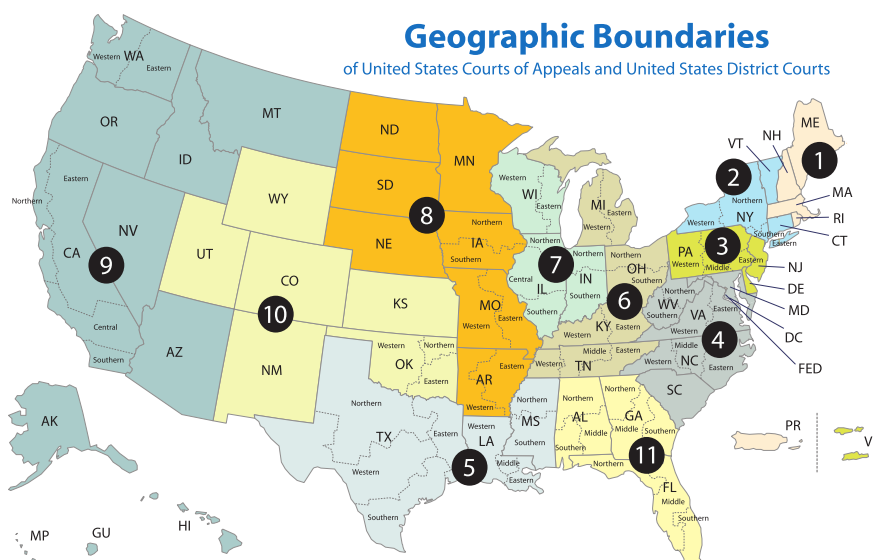 Geographic Boundaries
of United States Courts of Appeals and United States District Courts
WA
Western
Eastern
OR
ID
MT
ND
MN
SD
8
NE
WY
Northern
Eastern
NV
CA
9
Central
Southern
UT
CO
10
AZ
NM
KS
Northern
IA
Southern
MO
Western
Eastern
Western
Northern
OK
Eastern
Eastern
AR
Western
Northern
TX
Eastern
Western
Southern
Western
LA
5
Middle
Eastern
Northern
MS
Southern
Western
WI
Eastern
Northern
7
Central
IL
Southern
Northern
IN
Southern
MI
Eastern
Western
Northern
OH
Southern
6
KY
Western
Eastern
Western
Middle
Eastern
TN
Northern
AL
Middle
Southern
Northern
GA
Middle
Southern
11
Northern
FL
Middle
Southern
Northern
WV
Southern
VA
Eastern
Western
4
Middle
NC
Western
Eastern
SC
PA
3
Western
Middle
Eastern
2
Northern
NY
Western
Southern
Eastern
VT
NH
ME
1
MA
RI
CT
NJ
DE
MD
DC
FED
PR
V
AK
HI
GU
MP